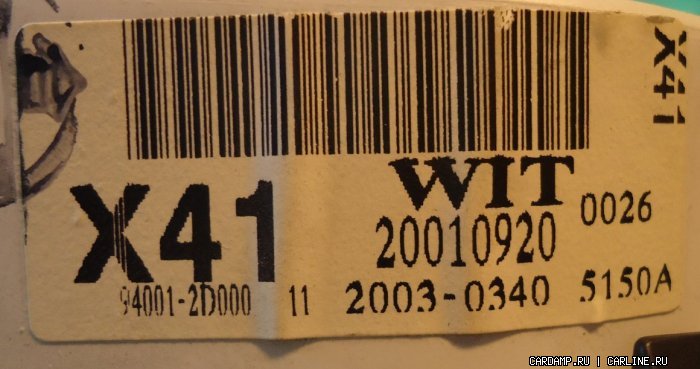 X41
WIT
X41
20010920 0026
94001-2D000 11 2003-0340 5150A
CARDAMP.RU | CARLINE.RU